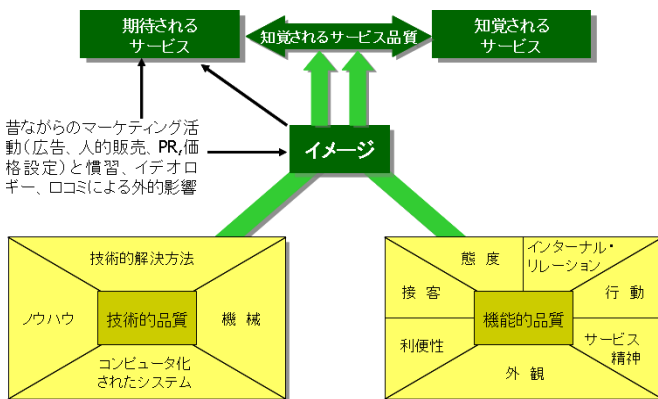 期待される
サービス
知覚されるサービス品質
知覚される
サービス
昔ながらのマーケティング活
動（広告、人的販売、PR,価
格設定）と慣習、イデオロ
ギー、口コミによる外的影響
イメージ
技術的解決方法
ノウハウ
技術的品質
機 械
コンピュータ化
されたシステム
態 度
インターナル・
リレーション
接 客
行 動
機能的品質
利便性
サービス
精神
外 観